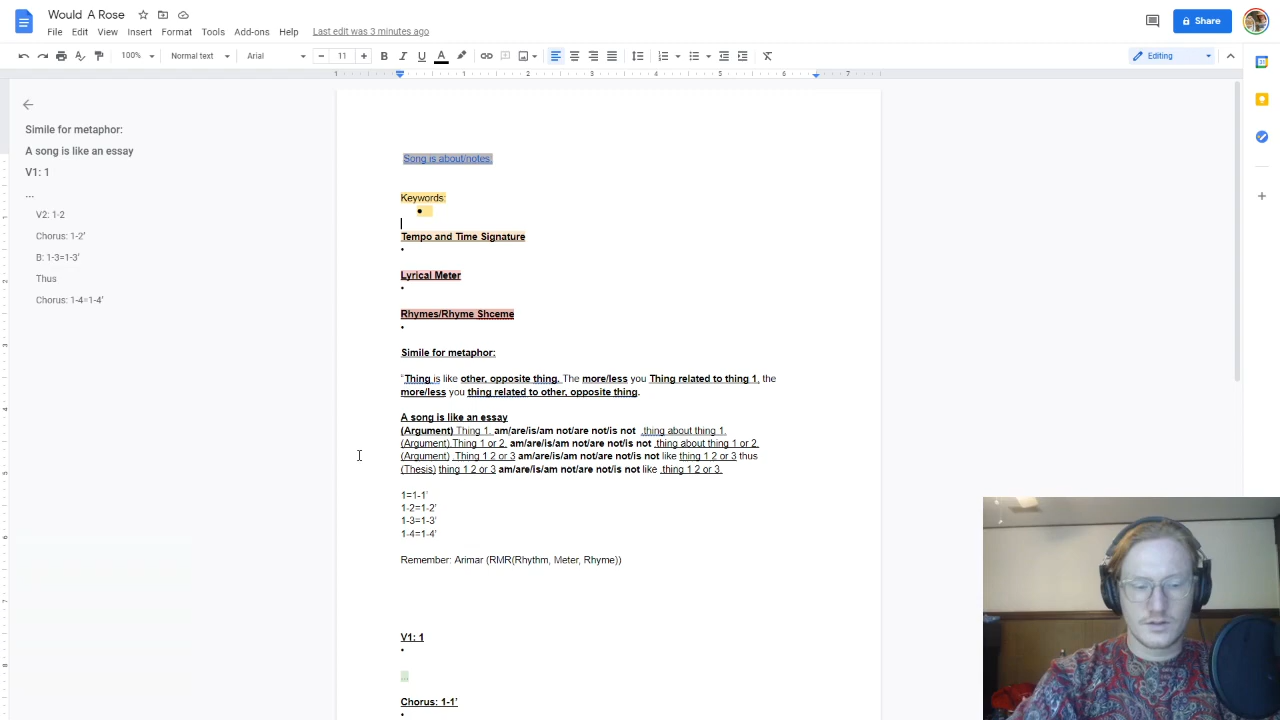 Would A Rose
File Edit View Insert Format Tools Add-ons Help Last edit was 3 minutes ago
Share
100% Normal text Arial 11 Editing
1 1 2 3 4 5 6 7
Simile for metaphor:
A song is like an essay
V1: 1
...
V2: 1-2
Chorus: 1-2'
B: 1-3=1-3'
Thus
Chorus: 1-4=1-4'
Song is about/notes:
Keywords:
•
Tempo and Time Signature
•
Lyrical Meter
•
Rhymes/Rhyme Shceme
•
Simile for metaphor:
"Thing is like other, opposite thing. The more/less you Thing related to thing 1, the
more/less you thing related to other, opposite thing.
A song is like an essay
(Argument) Thing 1, am/are/is/am not/are not/is not ,thing about thing 1.
(Argument),Thing 1 or 2, am/are/is/am not/are not/is not ,thing about thing 1 or 2.
(Argument) ,Thing 1 2 or 3 am/are/is/am not/are not/is not like thing 1 2 or 3 thus
(Thesis) thing 1 2 or 3 am/are/is/am not/are not/is not like ,thing 1 2 or 3.
1=1-1'
1-2=1-2'
1-3=1-3'
1-4=1-4'
Remember: Arimar (RMR(Rhythm, Meter, Rhyme))
V1: 1
•
...
Chorus: 1-1'
•